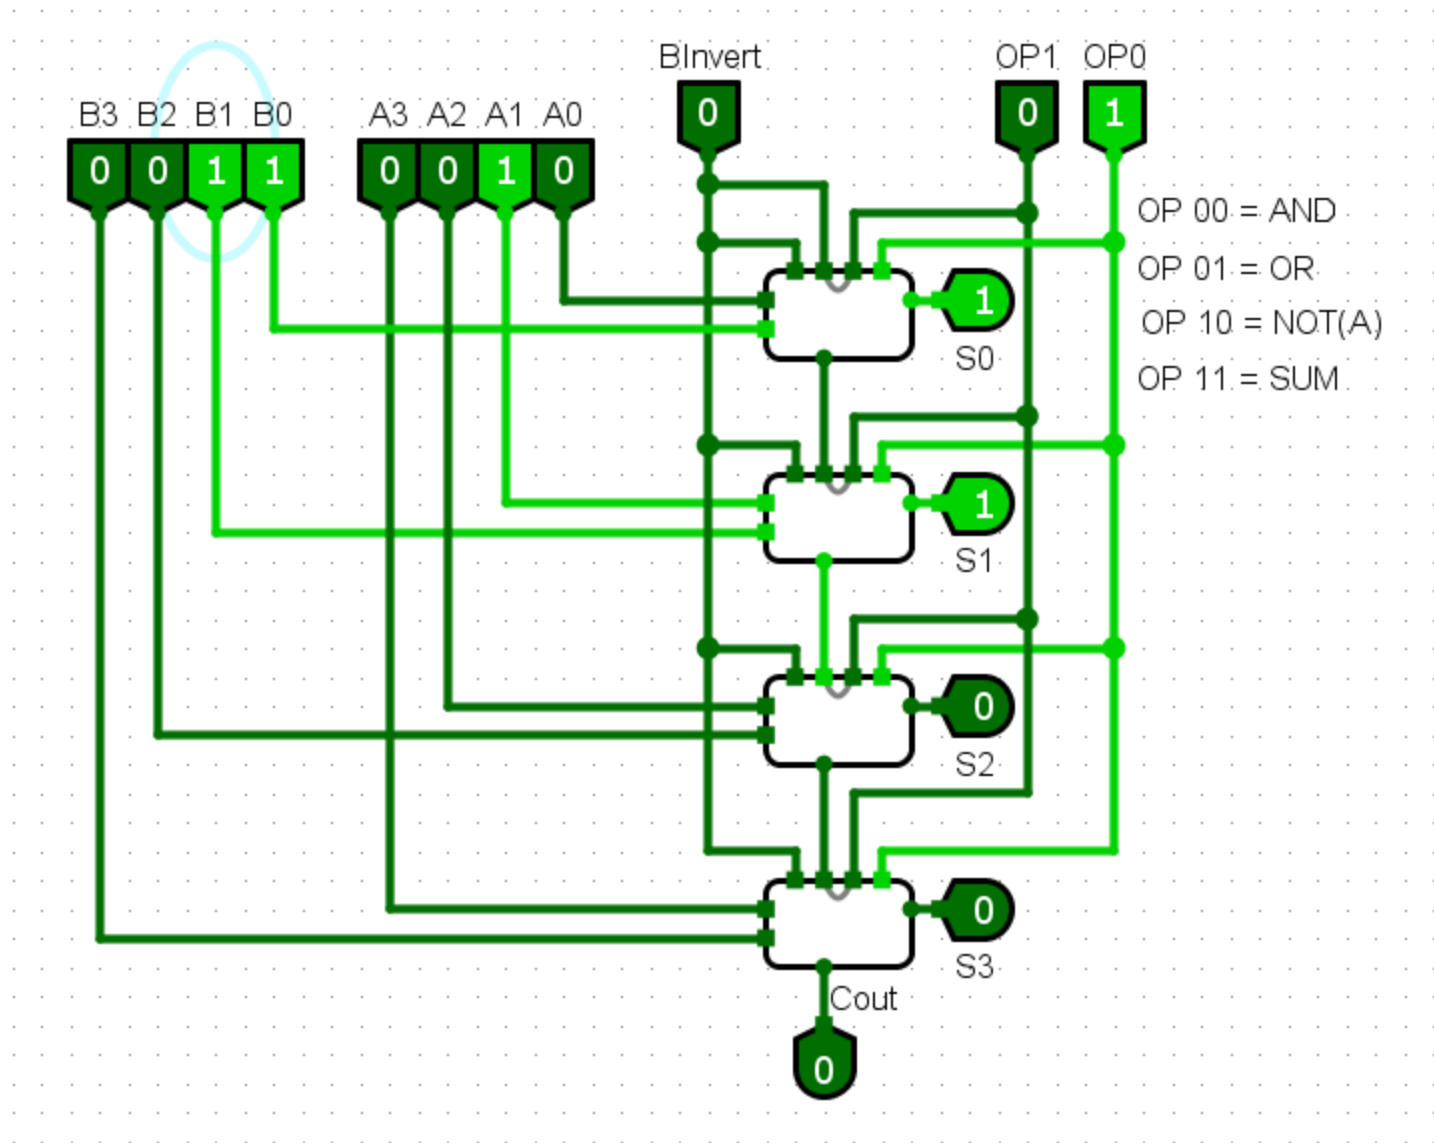 BInvert OP1 OP0
0 0 1
B3 B2 B1 B0 A3 A2 A1 A0
0 0 1 1 0 0 1 0
OP 00 = AND
OP 01 = OR
OP 10 = NOT(A)
OP 11 = SUM
1
S0
1
S1
0
S2
0
S3
Cout
0